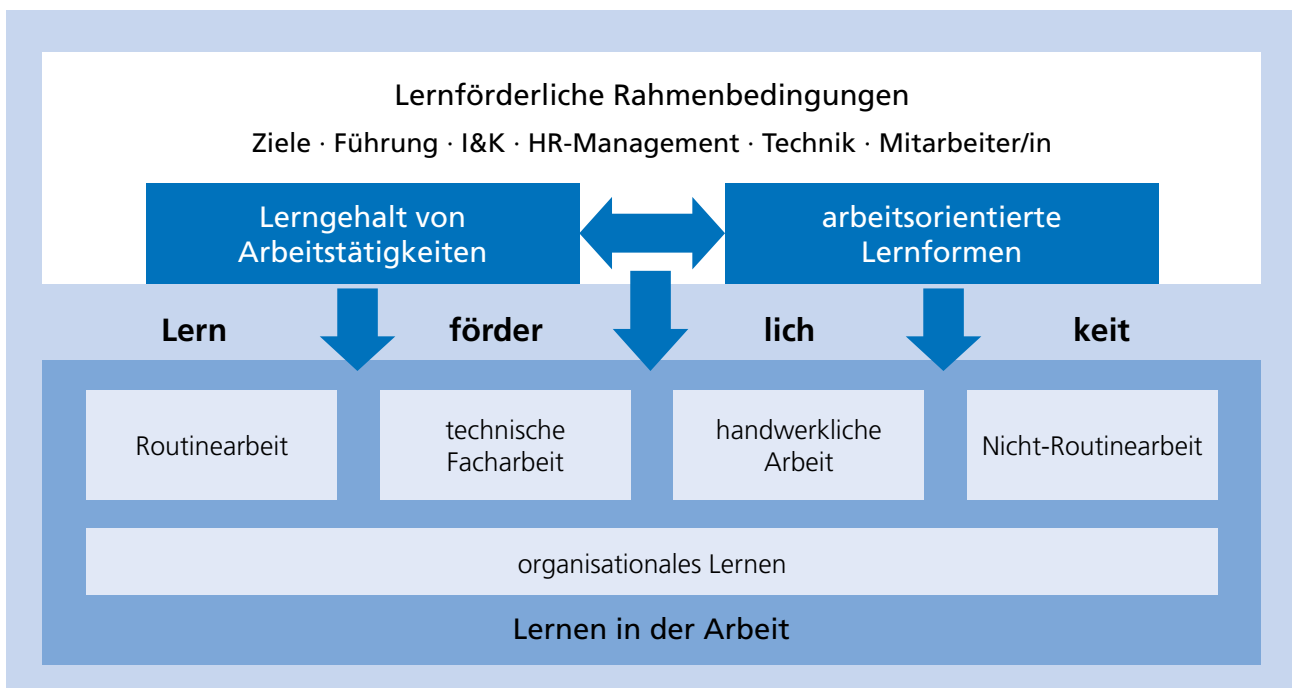 Lernförderliche Rahmenbedingungen
Ziele · Führung · I&K · HR-Management · Technik · Mitarbeiter/in
Lerngehalt von
Arbeitstätigkeiten
arbeitsorientierte
Lernformen
Lern förder lich keit
Routinearbeit
technische
Facharbeit
handwerkliche
Arbeit
Nicht-Routinearbeit
organisationales Lernen
Lernen in der Arbeit